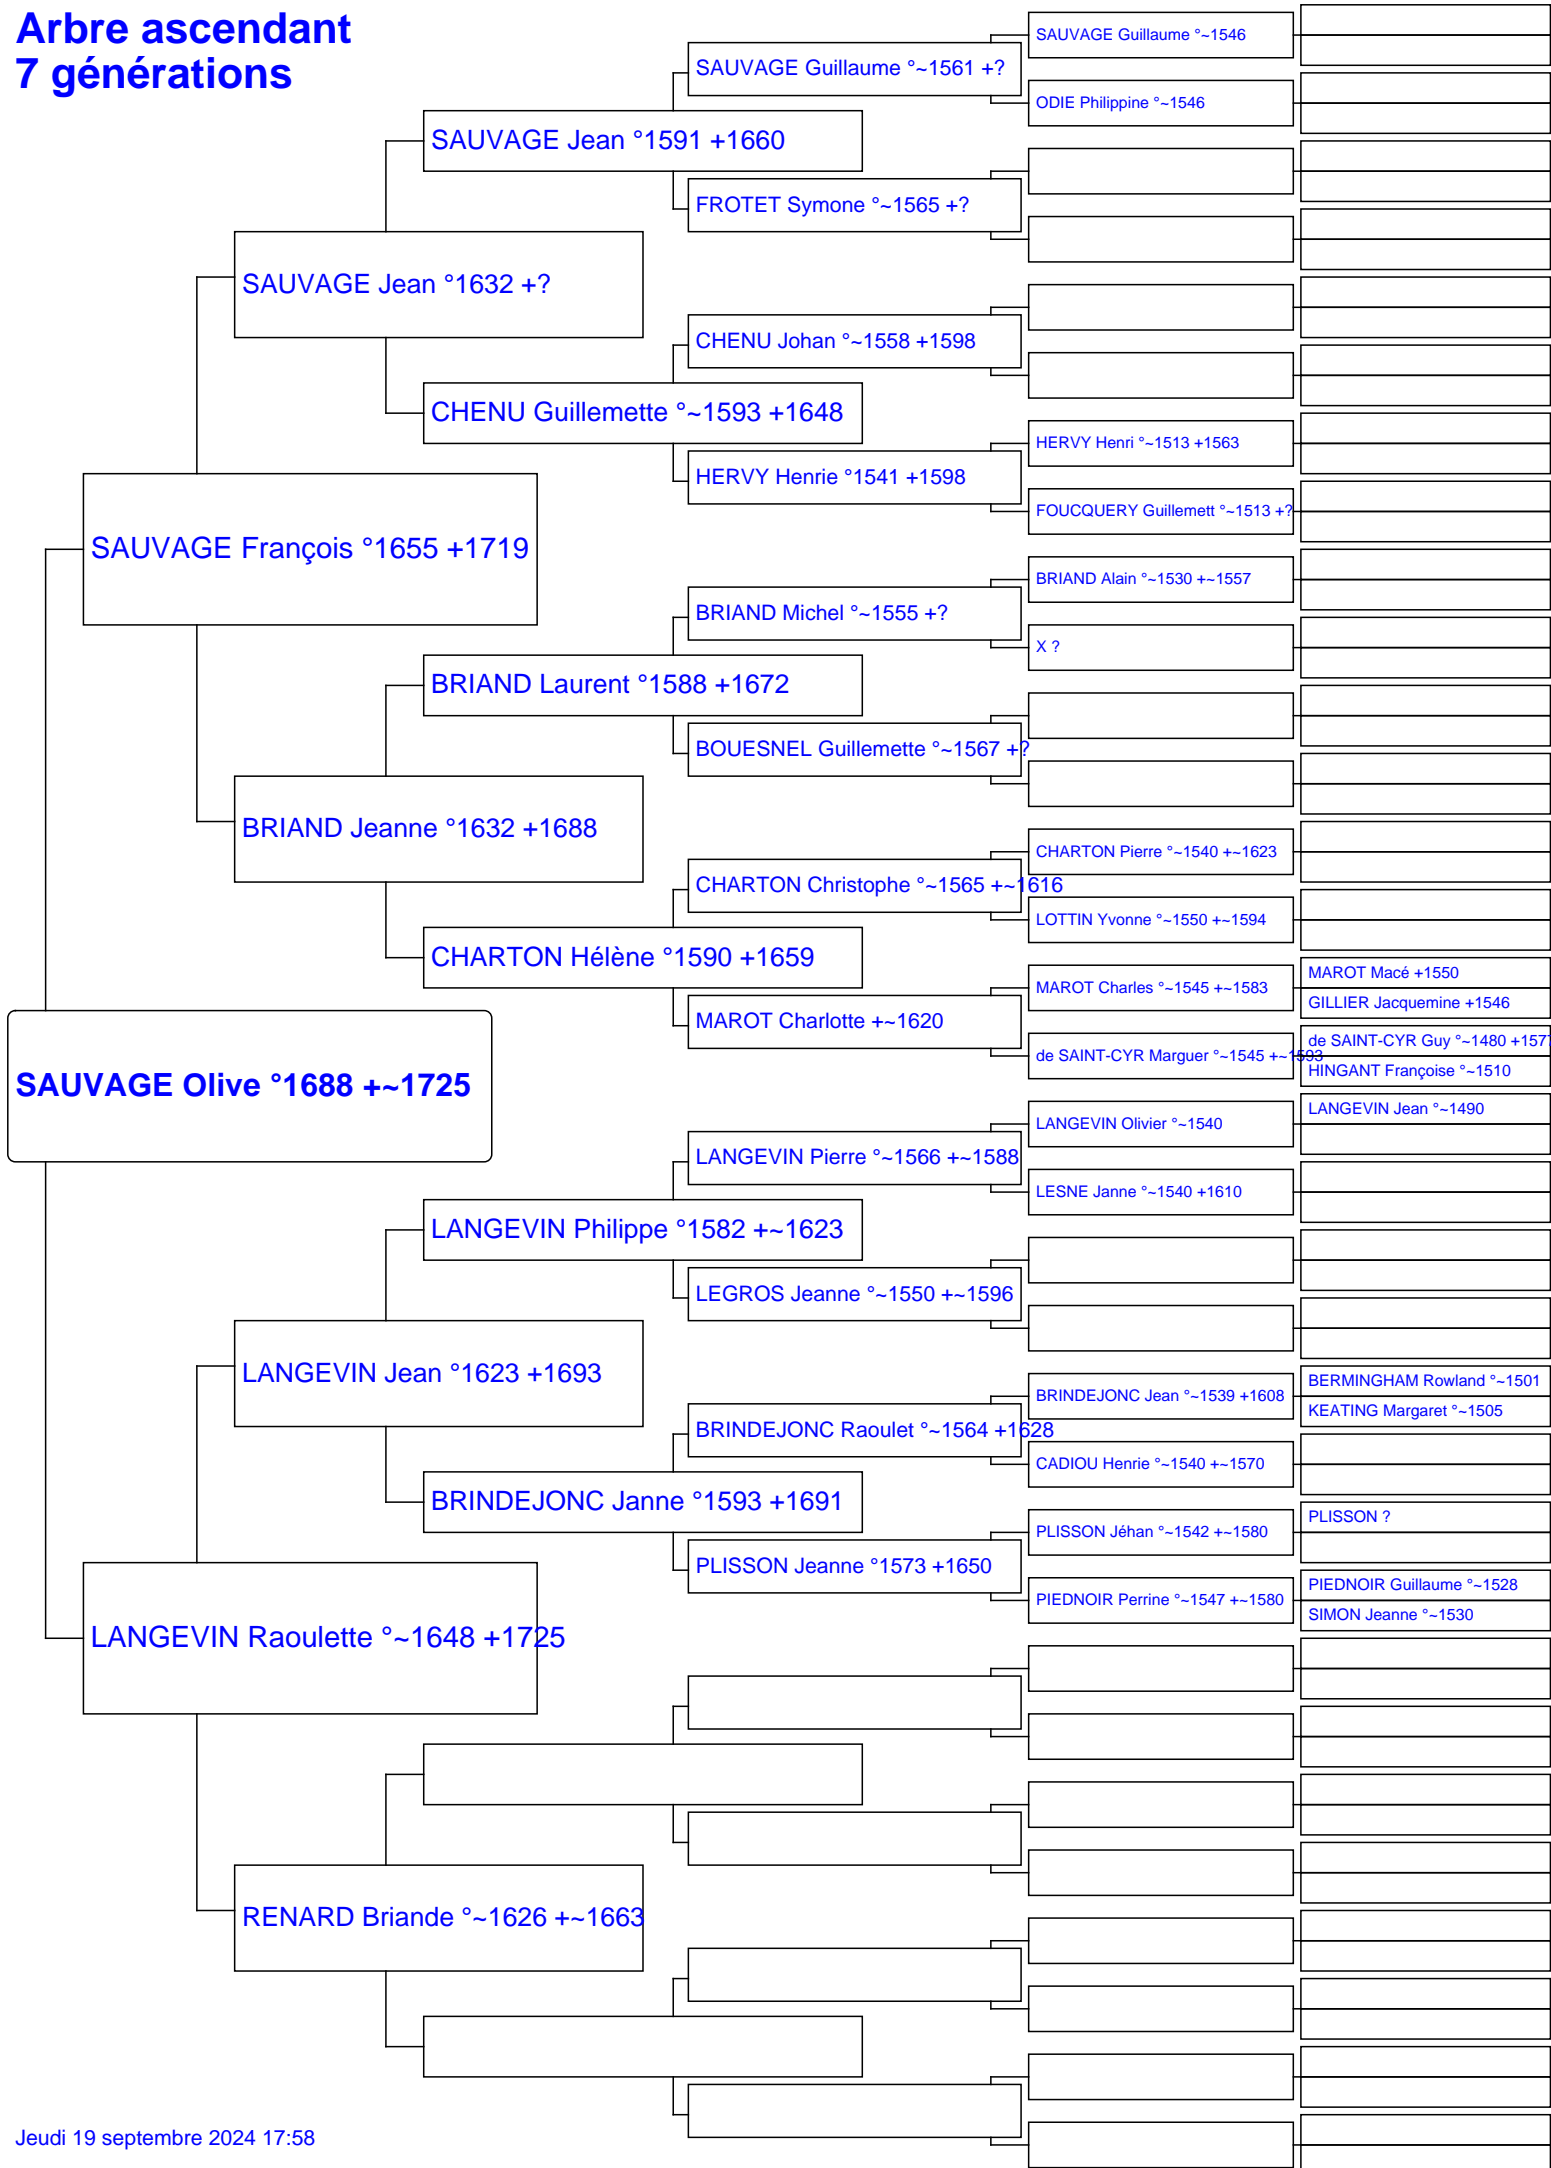 Arbre ascendant
7 générations
SAUVAGE Olive °1688 +~1725
SAUVAGE François °1655 +1719
LANGEVIN Raoulette °~1648 +1725
SAUVAGE Jean °1632 +?
BRIAND Jeanne °1632 +1688
LANGEVIN Jean °1623 +1693
RENARD Briande °~1626 +~1663
SAUVAGE Jean °1591 +1660
CHENU Guillemette °~1593 +1648
BRIAND Laurent °1588 +1672
CHARTON Hélène °1590 +1659
LANGEVIN Philippe °1582 +~1623
BRINDEJONC Janne °1593 +1691
SAUVAGE Guillaume °~1561 +?
FROTET Symone °~1565 +?
CHENU Johan °~1558 +1598
HERVY Henrie °1541 +1598
BRIAND Michel °~1555 +?
BOUESNEL Guillemette °~1567 +?
CHARTON Christophe °~1565 +~1616
MAROT Charlotte +~1620
LANGEVIN Pierre °~1566 +~1588
LEGROS Jeanne °~1550 +~1596
BRINDEJONC Raoulet °~1564 +1628
PLISSON Jeanne °1573 +1650
SAUVAGE Guillaume °~1546
ODIE Philippine °~1546
HERVY Henri °~1513 +1563
FOUCQUERY Guillemett °~1513 +?
BRIAND Alain °~1530 +~1557
X ?
CHARTON Pierre °~1540 +~1623
LOTTIN Yvonne °~1550 +~1594
MAROT Charles °~1545 +~1583
de SAINT-CYR Marguer °~1545 +~1593
LANGEVIN Olivier °~1540
LESNE Janne °~1540 +1610
BRINDEJONC Jean °~1539 +1608
CADIOU Henrie °~1540 +~1570
PLISSON Jéhan °~1542 +~1580
PIEDNOIR Perrine °~1547 +~1580
MAROT Macé +1550
GILLIER Jacquemine +1546
de SAINT-CYR Guy °~1480 +1577
HINGANT Françoise °~1510
LANGEVIN Jean °~1490
BERMINGHAM Rowland °~1501
KEATING Margaret °~1505
PLISSON ?
PIEDNOIR Guillaume °~1528
SIMON Jeanne °~1530
Jeudi 19 septembre 2024 17:58